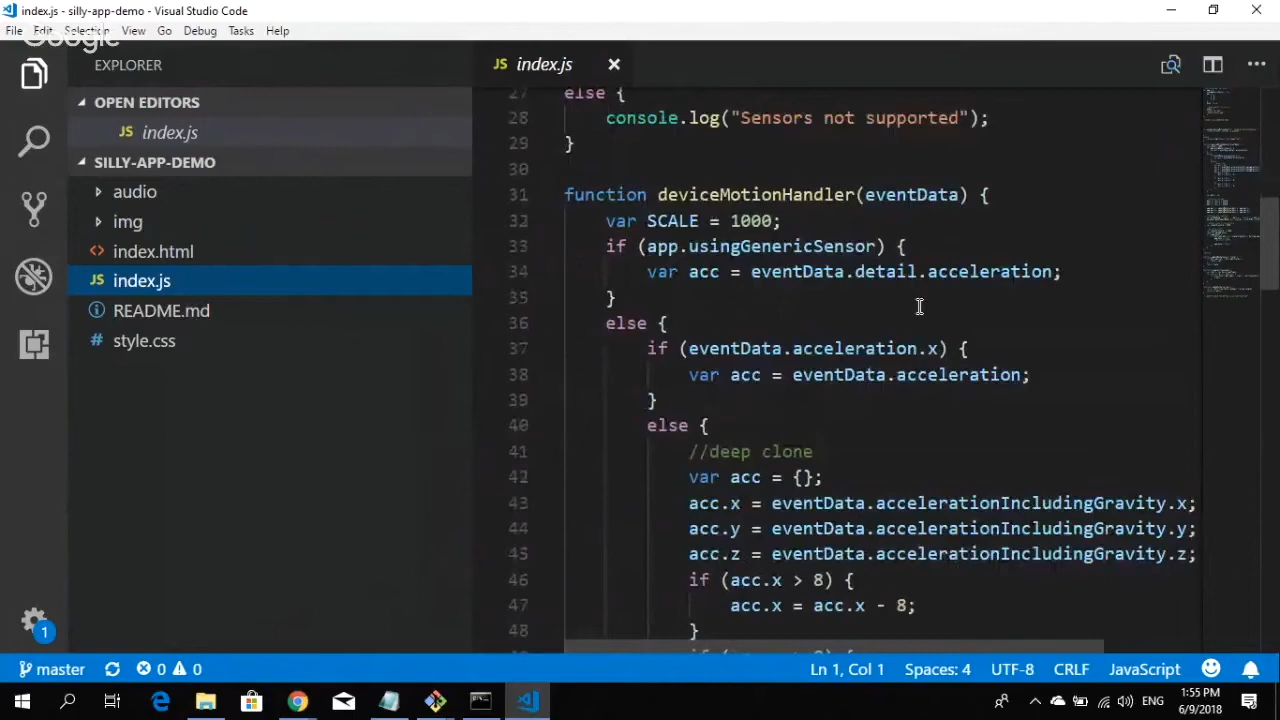 index.js - silly-app-demo - Visual Studio Code
File Edit Selection View Go Debug Tasks Help
Google
EXPLORER
JS index.js
OPEN EDITORS
JS index.js
SILLY-APP-DEMO
audio
img
<> index.html
JS index.js
README.md
# style.css
27 else {
28 console.log("Sensors not supported");
29 }
30
31 function deviceMotionHandler(eventData) {
32 var SCALE = 1000;
33 if (app.usingGenericSensor) {
34 var acc = eventData.detail.acceleration;
35 }
36 else {
37 if (eventData.acceleration.x) {
38 var acc = eventData.acceleration;
39 }
40 else {
41 //deep clone
42 var acc = {};
43 acc.x = eventData.accelerationIncludingGravity.x;
44 acc.y = eventData.accelerationIncludingGravity.y;
45 acc.z = eventData.accelerationIncludingGravity.z;
46 if (acc.x > 8) {
47 acc.x = acc.x - 8;
48 }
1
master 0 0 Ln 1, Col 1 Spaces: 4 UTF-8 CRLF JavaScript
ENG
:55 PM
6/9/2018